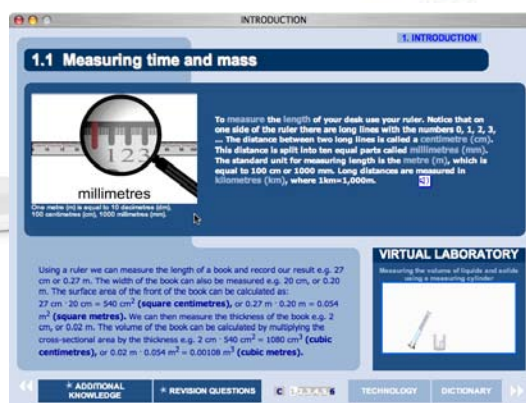 INTRODUCTION
1. INTRODUCTION
1.1 Measuring time and mass
1 2 3
millimetres
One metre (m) is equal to 10 decimetres (dm),
100 centimetres (cm), 1000 millimetres (mm).
To measure the length of your desk use your ruler. Notice that on
one side of the ruler there are long lines with the numbers 0, 1, 2, 3,
... The distance between two long lines is called a centimetre (cm).
This distance is split into ten equal parts called millimetres (mm).
The standard unit for measuring length is the metre (m), which is
equal to 100 cm or 1000 mm. Long distances are measured in
kilometres (km), where 1km=1,000m.
Using a ruler we can measure the length of a book and record our result e.g. 27
cm or 0.27 m. The width of the book can also be measured e.g. 20 cm, or 0.20
m. The surface area of the front of the book can be calculated as:
27 cm · 20 cm = 540 cm² (square centimetres), or 0.27 m · 0.20 m = 0.054
m² (square metres). We can then measure the thickness of the book e.g. 2
cm, or 0.02 m. The volume of the book can be calculated by multiplying the
cross-sectional area by the thickness e.g. 2 cm · 540 cm² = 1080 cm³ (cubic
centimetres), or 0.02 m · 0.054 m² = 0.00108 m³ (cubic metres).
VIRTUAL LABORATORY
Measuring the volume of liquids and solids
using a measuring cylinder
* ADDITIONAL
KNOWLEDGE
* REVISION QUESTIONS
TECHNOLOGY
DICTIONARY